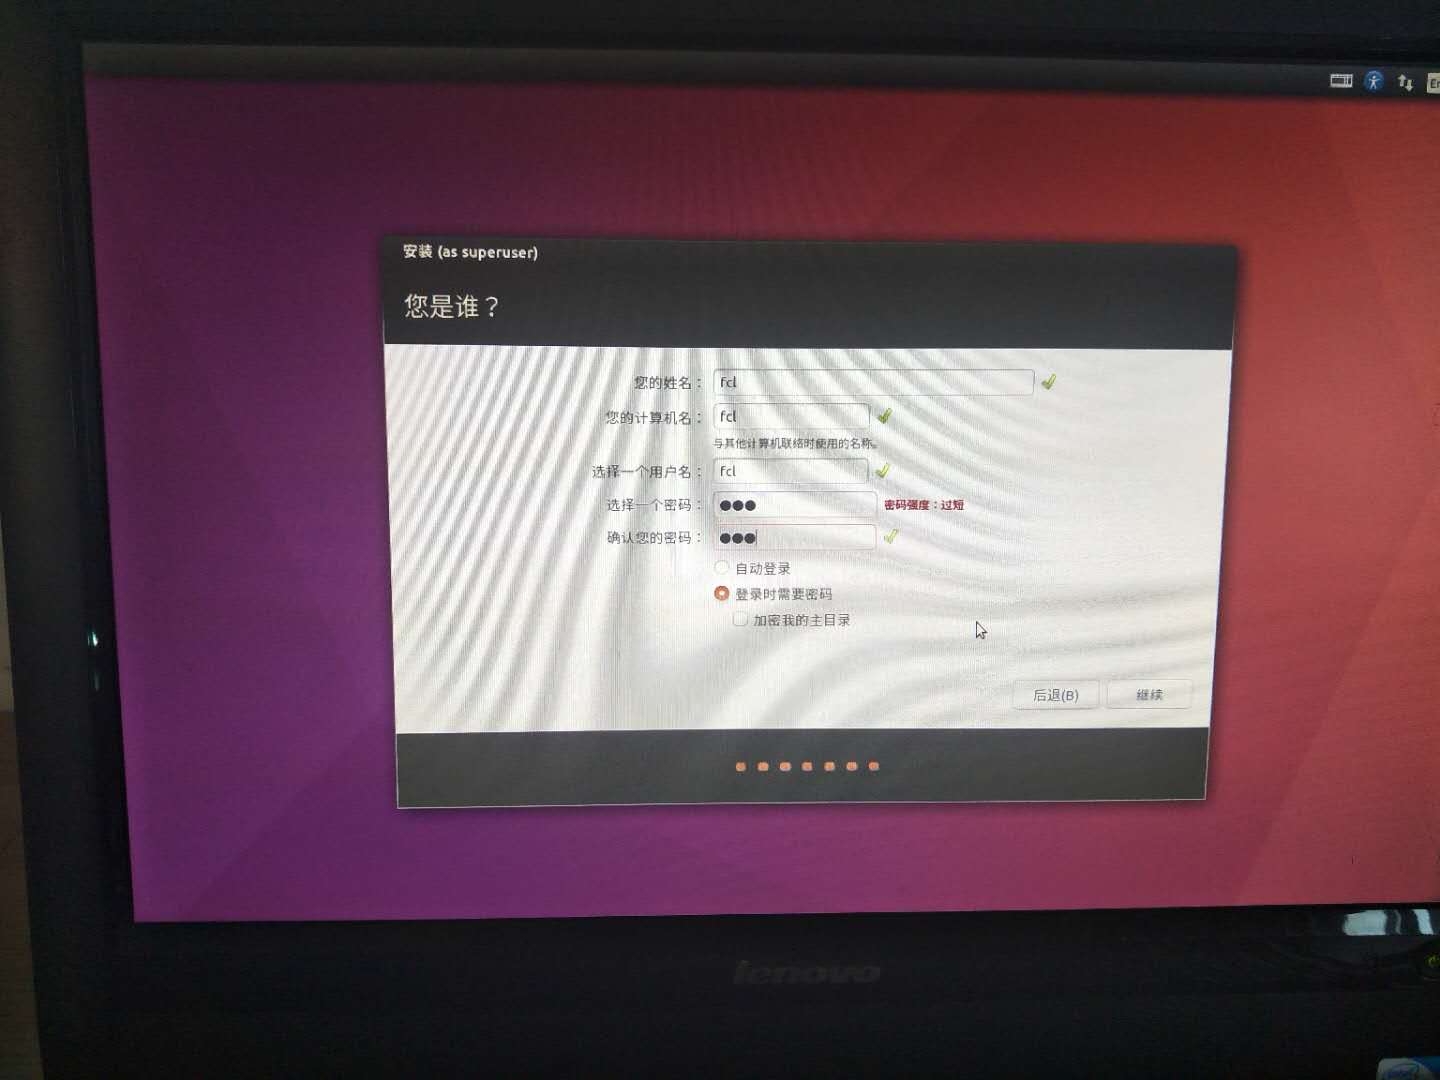 En
安装 (as superuser)
您是谁？
您的姓名： fcl
您的计算机名： fcl
与其他计算机联络时使用的名称。
选择一个用户名： fcl
选择一个密码： ●●● 密码强度：过短
确认您的密码： ●●●
自动登录
登录时需要密码
加密我的主目录
后退(B) 继续
lenovo